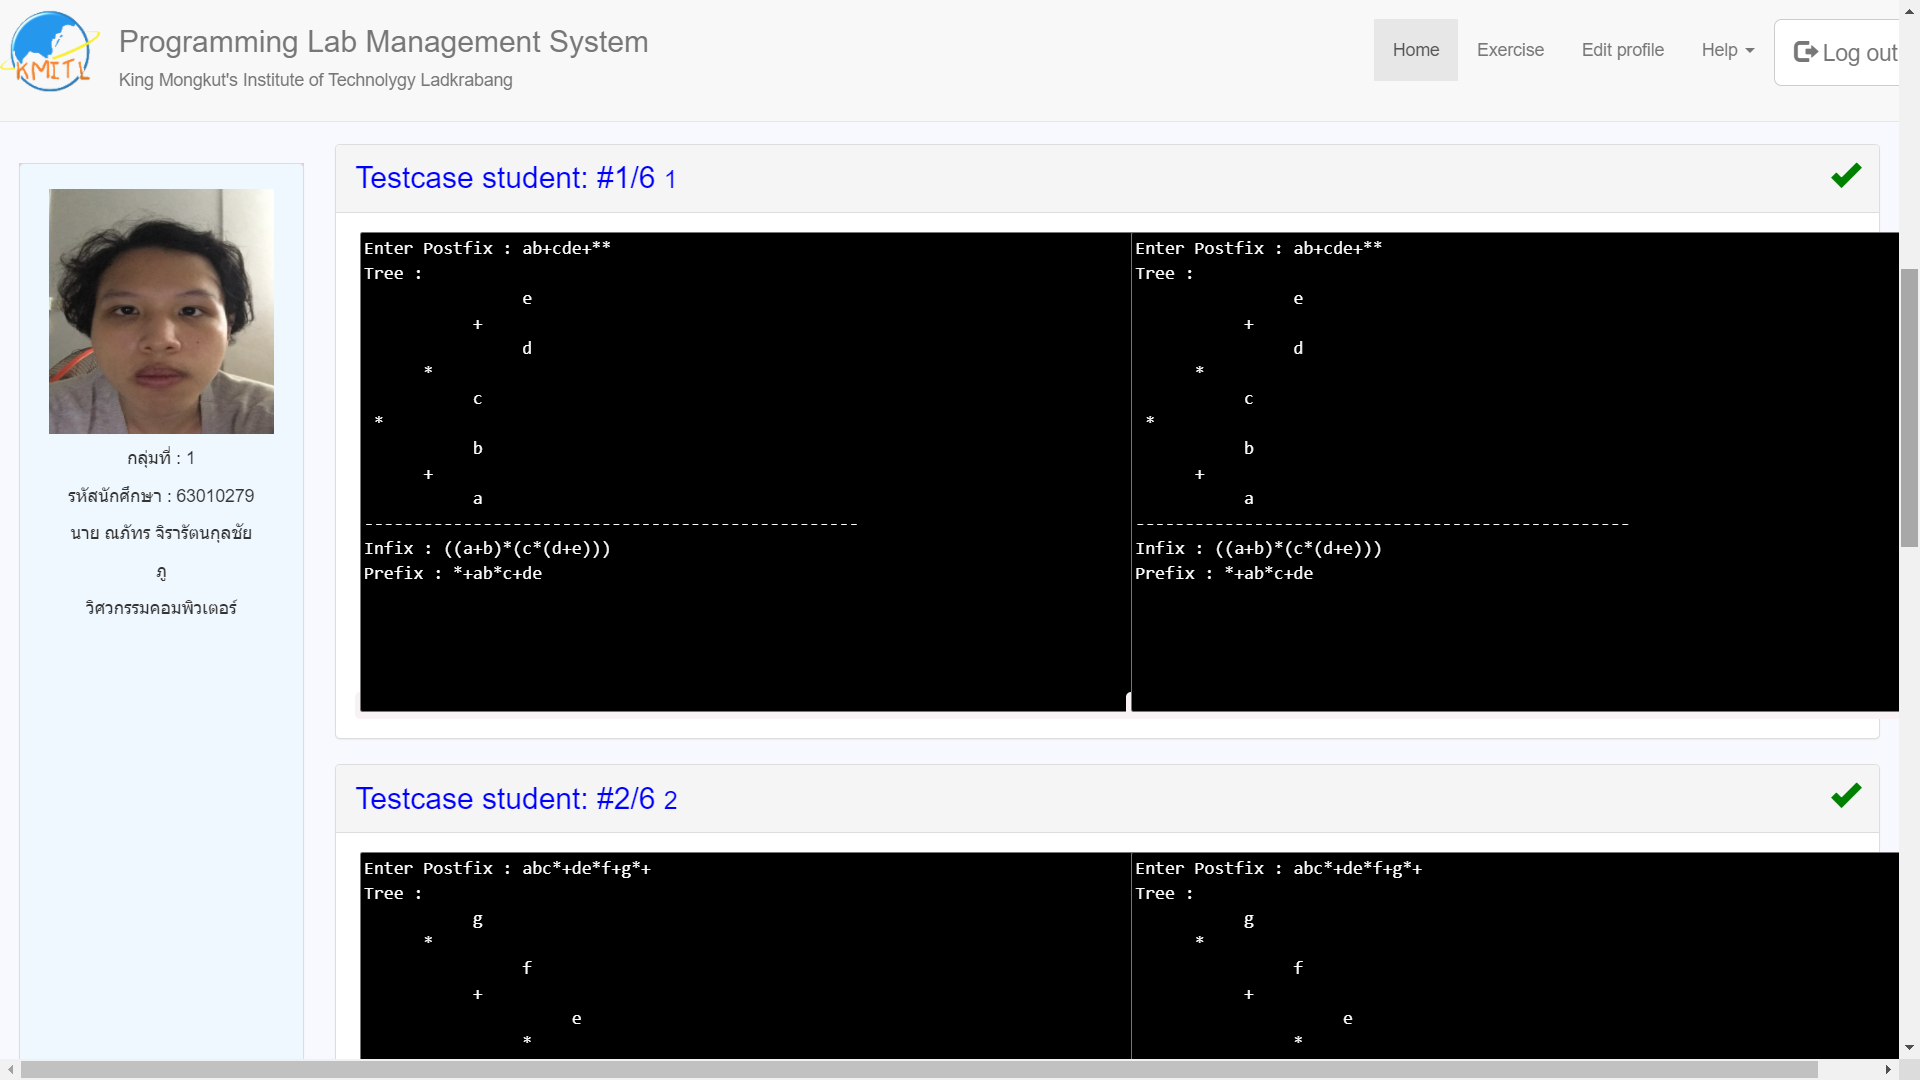 KMITL
Programming Lab Management System
King Mongkut's Institute of Technolygy Ladkrabang
Home
Exercise
Edit profile
Help
Log out
กลุ่มที่ : 1
รหัสนักศึกษา : 63010279
นาย ณภัทร จิรารัตนกุลชัย
ภู
วิศวกรรมคอมพิวเตอร์
Testcase student: #1/6 1
Enter Postfix : ab+cde+**
Tree :
e
+
d
*
c
*
b
+
a
--------------------------------------------------
Infix : ((a+b)*(c*(d+e)))
Prefix : *+ab*c+de
Enter Postfix : ab+cde+**
Tree :
e
+
d
*
c
*
b
+
a
--------------------------------------------------
Infix : ((a+b)*(c*(d+e)))
Prefix : *+ab*c+de
Testcase student: #2/6 2
Enter Postfix : abc*+de*f+g*+
Tree :
g
*
f
+
e
*
Enter Postfix : abc*+de*f+g*+
Tree :
g
*
f
+
e
*